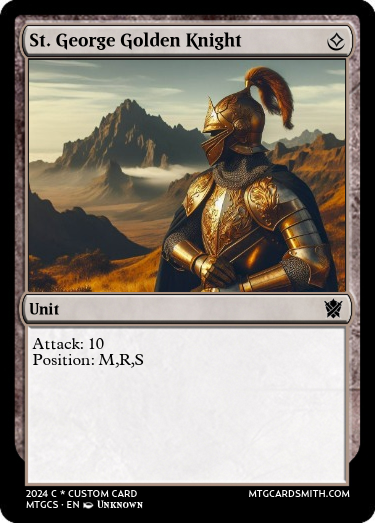 St. George Golden Knight
Unit
Attack: 10
Position: M,R,S
2024 C * CUSTOM CARD
MTGCS · EN Unknown
MTGCARDSMITH.COM